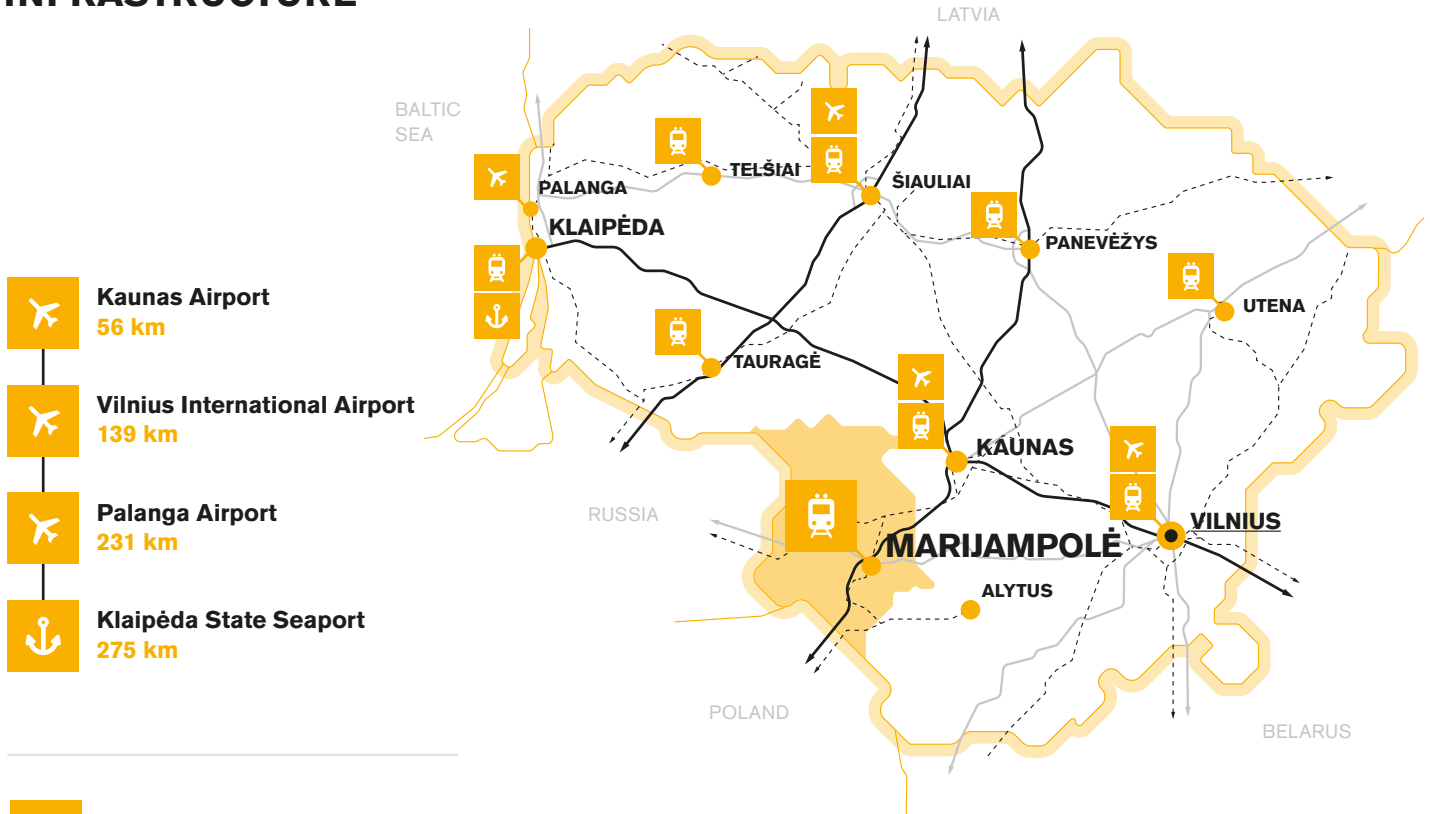 INFRASTRUCTURE
LATVIA
BALTIC
SEA
TELŠIAI
ŠIAULIAI
PALANGA
KLAIPĖDA
PANEVĖŽYS
UTENA
TAURAGĖ
KAUNAS
RUSSIA
VILNIUS
MARIJAMPOLĖ
ALYTUS
POLAND
BELARUS
Kaunas Airport
56 km
Vilnius International Airport
139 km
Palanga Airport
231 km
Klaipėda State Seaport
275 km